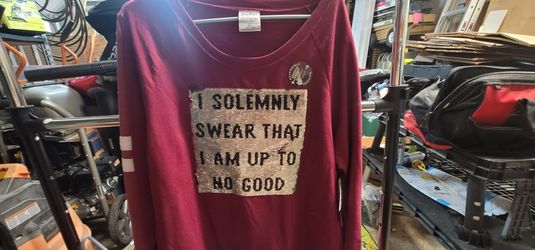 I SOLEMNLY
SWEAR THAT
I AM UP TO
NO GOOD